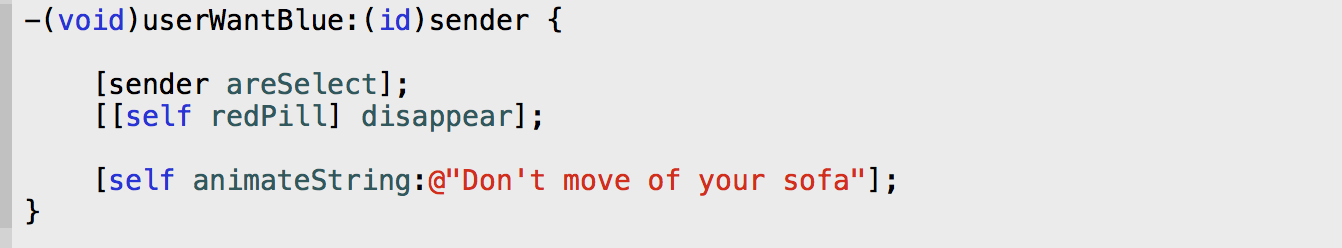 -(void)userWantBlue:(id)sender {
[sender areSelect];
[[self redPill] disappear];
[self animateString:@"Don't move of your sofa"];
}